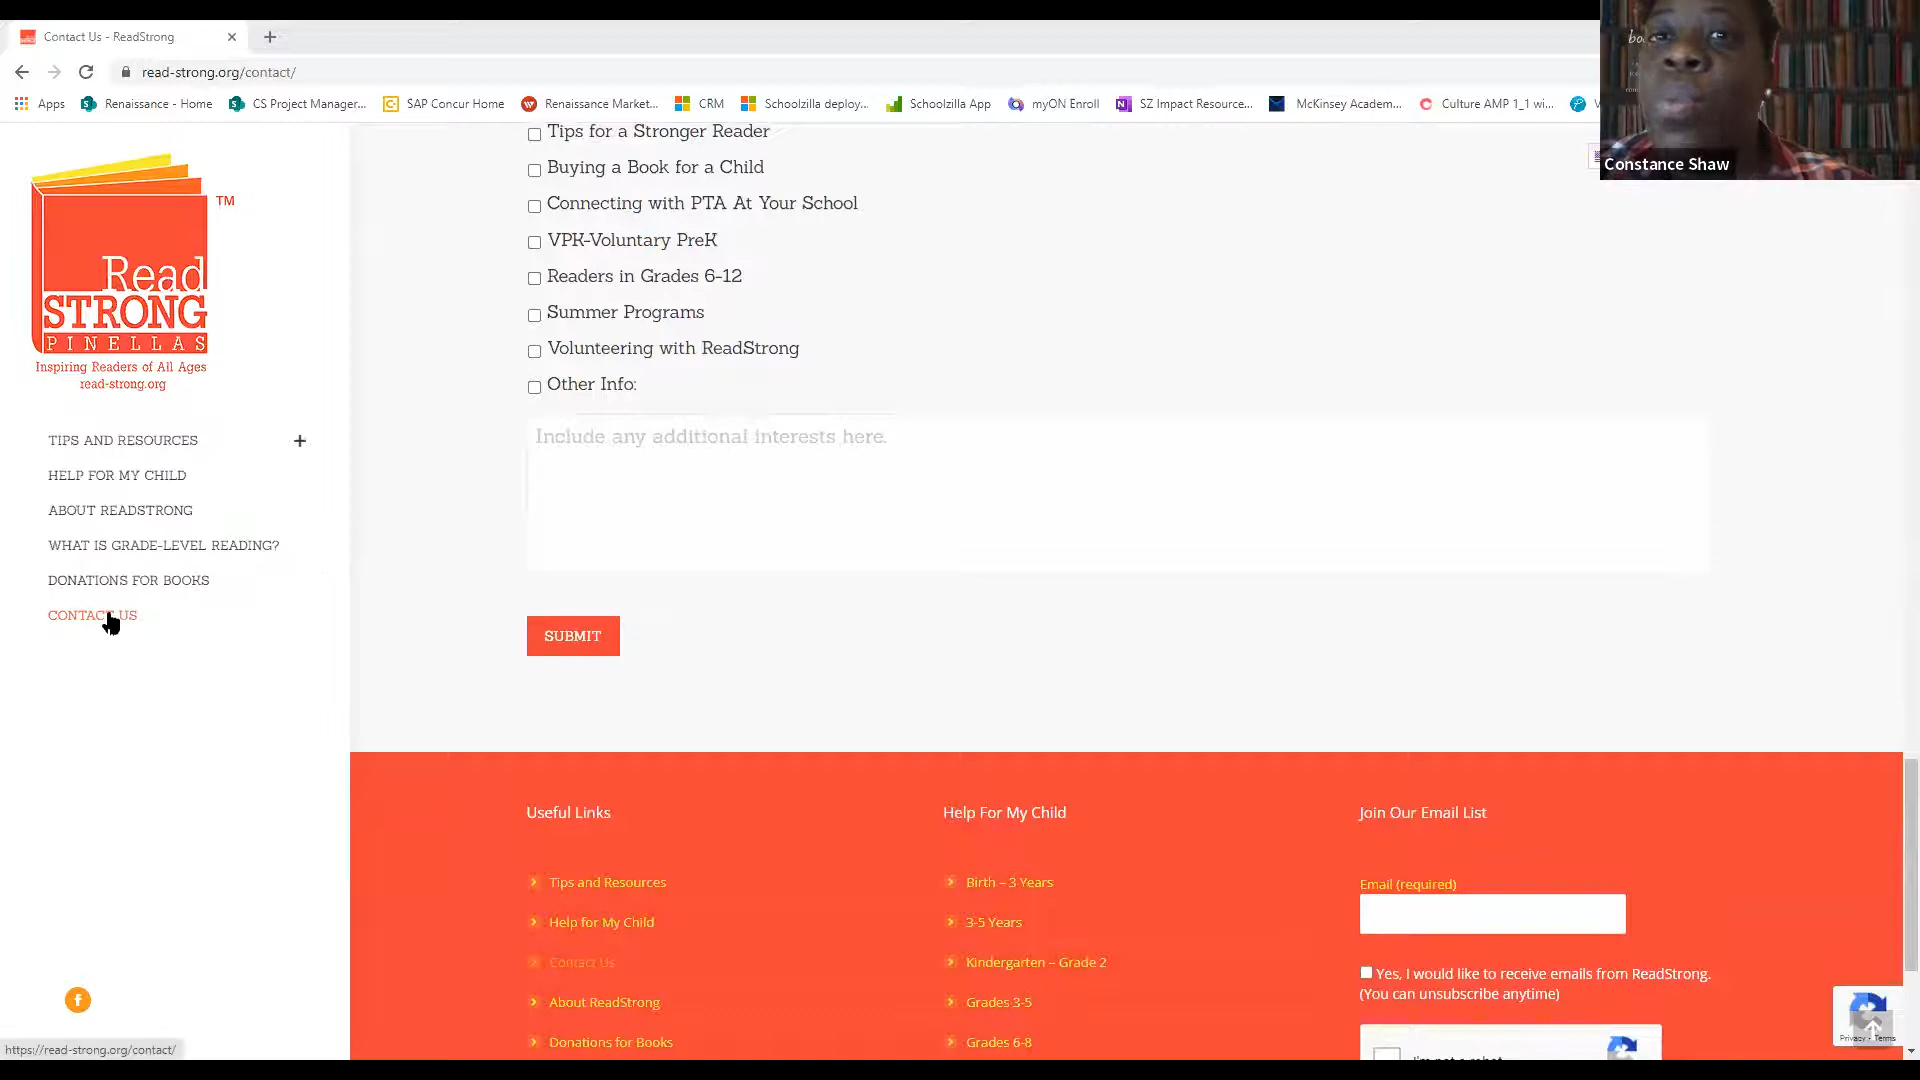 Contact Us - ReadStrong
read-strong.org/contact/
Apps Renaissance - Home CS Project Manager... SAP Concur Home Renaissance Market... CRM Schoolzilla deploy... Schoolzilla App myON Enroll SZ Impact Resource... McKinsey Academ... Culture AMP 1_1 wi...
Constance Shaw
Read
STRONG
PINELLAS
TM
Inspiring Readers of All Ages
read-strong.org
TIPS AND RESOURCES +
HELP FOR MY CHILD
ABOUT READSTRONG
WHAT IS GRADE-LEVEL READING?
DONATIONS FOR BOOKS
CONTACT US
Tips for a Stronger Reader
Buying a Book for a Child
Connecting with PTA At Your School
VPK-Voluntary PreK
Readers in Grades 6-12
Summer Programs
Volunteering with ReadStrong
Other Info:
Include any additional interests here.
SUBMIT
Useful Links
Tips and Resources
Help for My Child
Contact Us
About ReadStrong
Donations for Books
Help For My Child
Birth – 3 Years
3-5 Years
Kindergarten – Grade 2
Grades 3-5
Grades 6-8
Join Our Email List
Email (required)
Yes, I would like to receive emails from ReadStrong.
(You can unsubscribe anytime)
I'm not a robot
Privacy - Terms
https://read-strong.org/contact/